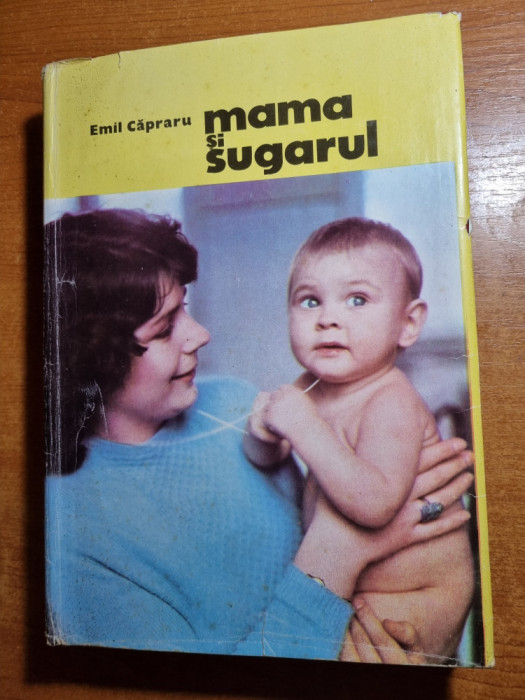 Emil Căpraru
mama
și
sugarul